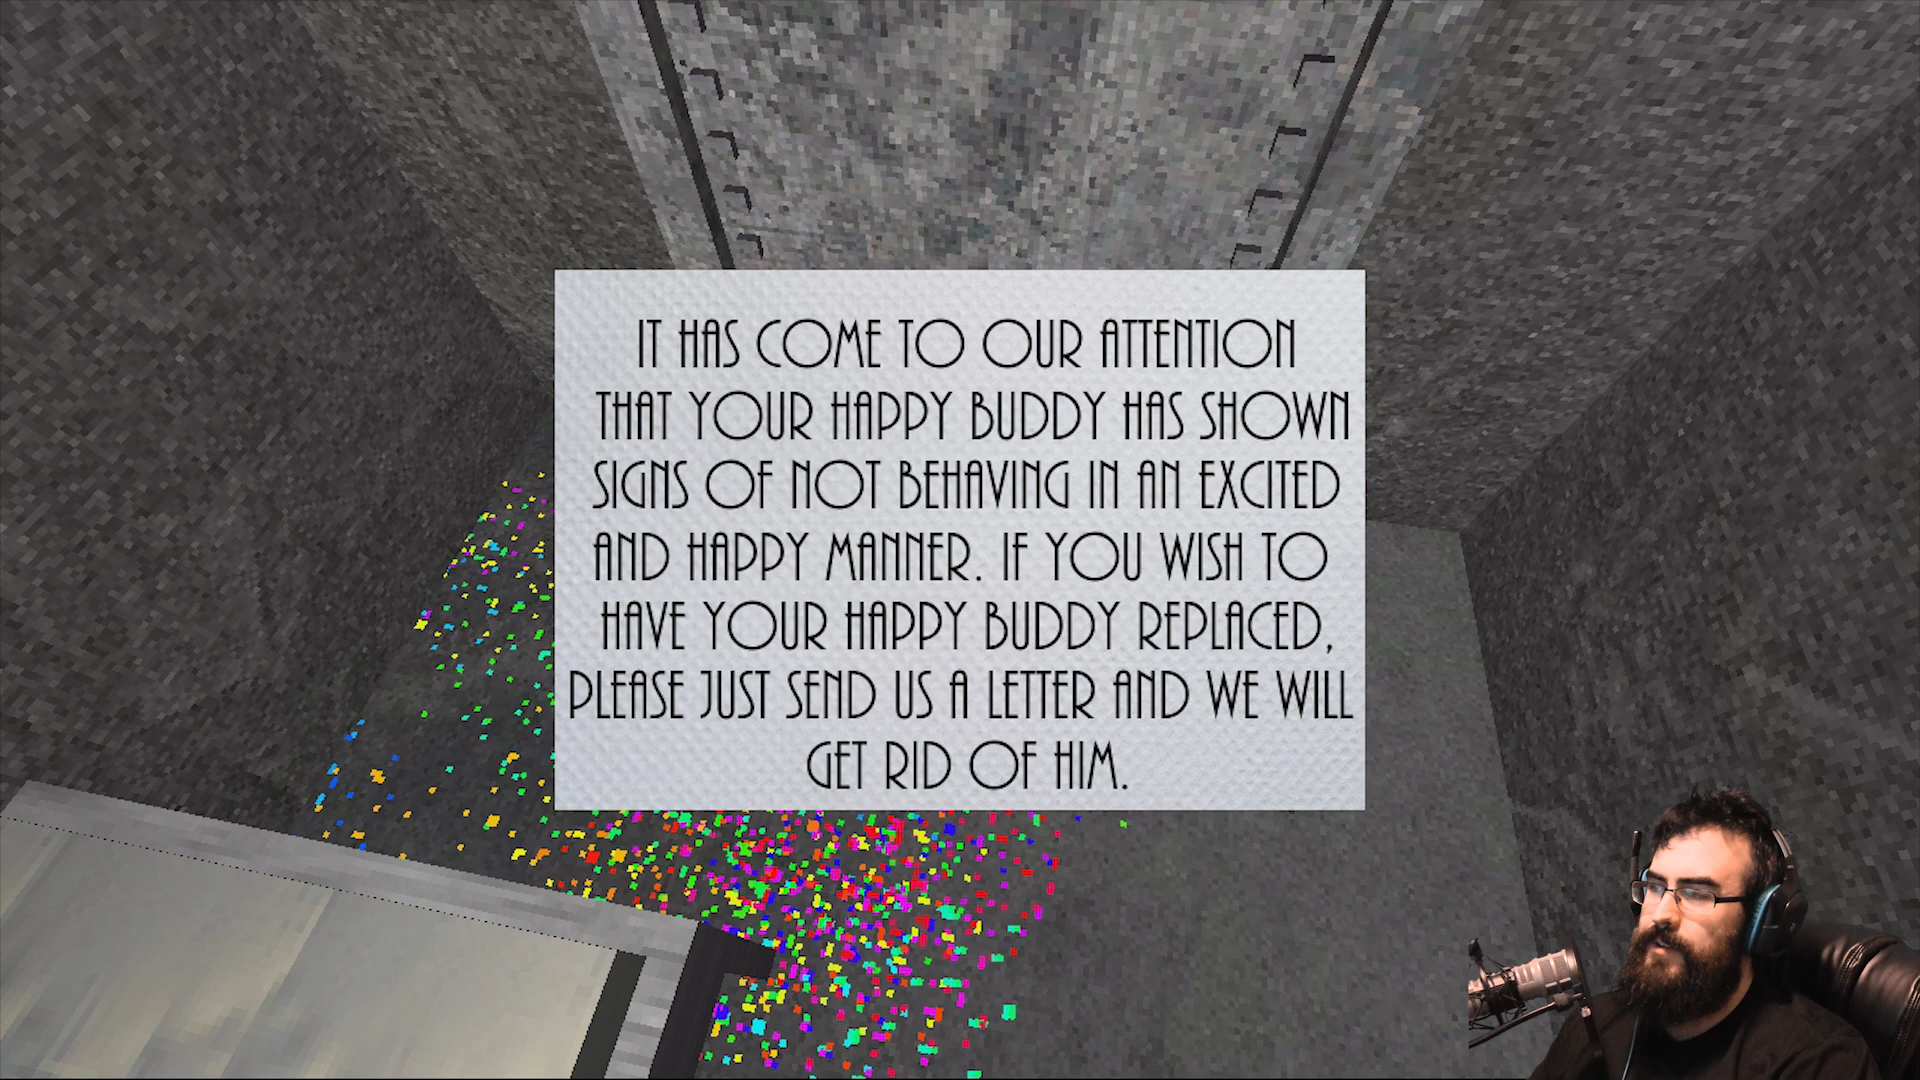 IT HAS COME TO OUR ATTENTION
THAT YOUR HAPPY BUDDY HAS SHOWN
SIGNS OF NOT BEHAVING IN AN EXCITED
AND HAPPY MANNER. IF YOU WISH TO
HAVE YOUR HAPPY BUDDY REPLACED,
PLEASE JUST SEND US A LETTER AND WE WILL
GET RID OF HIM.